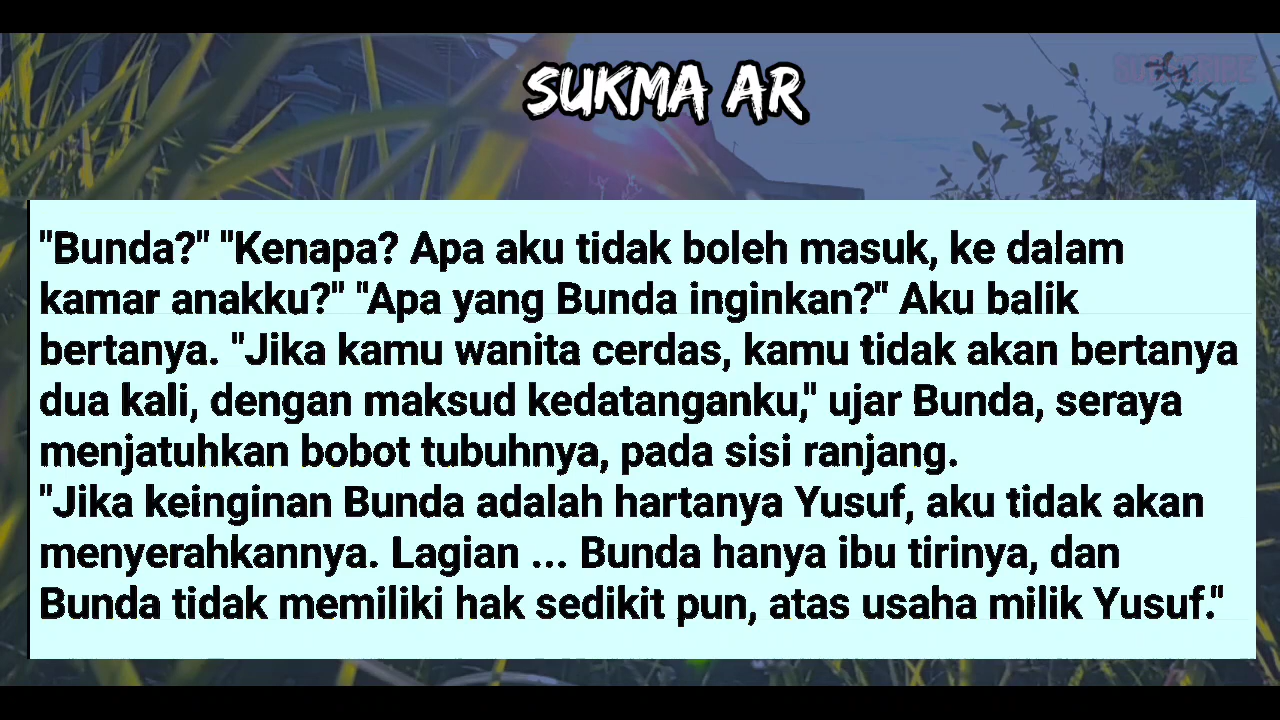 SUKMA AR
SUBSCRIBE
"Bunda?" "Kenapa? Apa aku tidak boleh masuk, ke dalam
kamar anakku?" "Apa yang Bunda inginkan?" Aku balik
bertanya. "Jika kamu wanita cerdas, kamu tidak akan bertanya
dua kali, dengan maksud kedatanganku," ujar Bunda, seraya
menjatuhkan bobot tubuhnya, pada sisi ranjang.
"Jika keinginan Bunda adalah hartanya Yusuf, aku tidak akan
menyerahkannya. Lagian ... Bunda hanya ibu tirinya, dan
Bunda tidak memiliki hak sedikit pun, atas usaha milik Yusuf."